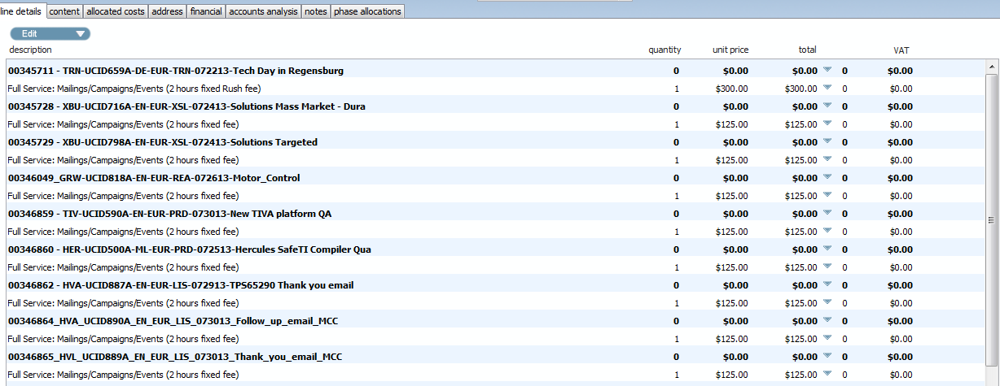 line details content allocated costs address financial accounts analysis notes phase allocations
Edit
description quantity unit price total VAT
00345711 - TRN-UCID659A-DE-EUR-TRN-072213-Tech Day in Regensburg 0 $0.00 $0.00 0 $0.00
Full Service: Mailings/Campaigns/Events (2 hours fixed Rush fee) 1 $300.00 $300.00 0 $0.00
00345728 - XBU-UCID716A-EN-EUR-XSL-072413-Solutions Mass Market - Dura 0 $0.00 $0.00 0 $0.00
Full Service: Mailings/Campaigns/Events (2 hours fixed fee) 1 $125.00 $125.00 0 $0.00
00345729 - XBU-UCID798A-EN-EUR-XSL-072413-Solutions Targeted 0 $0.00 $0.00 0 $0.00
Full Service: Mailings/Campaigns/Events (2 hours fixed fee) 1 $125.00 $125.00 0 $0.00
00346049_GRW-UCID818A-EN-EUR-REA-072613-Motor_Control 0 $0.00 $0.00 0 $0.00
Full Service: Mailings/Campaigns/Events (2 hours fixed fee) 1 $125.00 $125.00 0 $0.00
00346859 - TIV-UCID590A-EN-EUR-PRD-073013-New TIVA platform QA 0 $0.00 $0.00 0 $0.00
Full Service: Mailings/Campaigns/Events (2 hours fixed fee) 1 $125.00 $125.00 0 $0.00
00346860 - HER-UCID500A-ML-EUR-PRD-072513-Hercules SafeTI Compiler Qua 0 $0.00 $0.00 0 $0.00
Full Service: Mailings/Campaigns/Events (2 hours fixed fee) 1 $125.00 $125.00 0 $0.00
00346862 - HVA-UCID887A-EN-EUR-LIS-072913-TPS65290 Thank you email 0 $0.00 $0.00 0 $0.00
Full Service: Mailings/Campaigns/Events (2 hours fixed fee) 1 $125.00 $125.00 0 $0.00
00346864_HVA_UCID890A_EN_EUR_LIS_073013_Follow_up_email_MCC 0 $0.00 $0.00 0 $0.00
Full Service: Mailings/Campaigns/Events (2 hours fixed fee) 1 $125.00 $125.00 0 $0.00
00346865_HVL_UCID889A_EN_EUR_LIS_073013_Thank_you_email_MCC 0 $0.00 $0.00 0 $0.00
Full Service: Mailings/Campaigns/Events (2 hours fixed fee) 1 $125.00 $125.00 0 $0.00